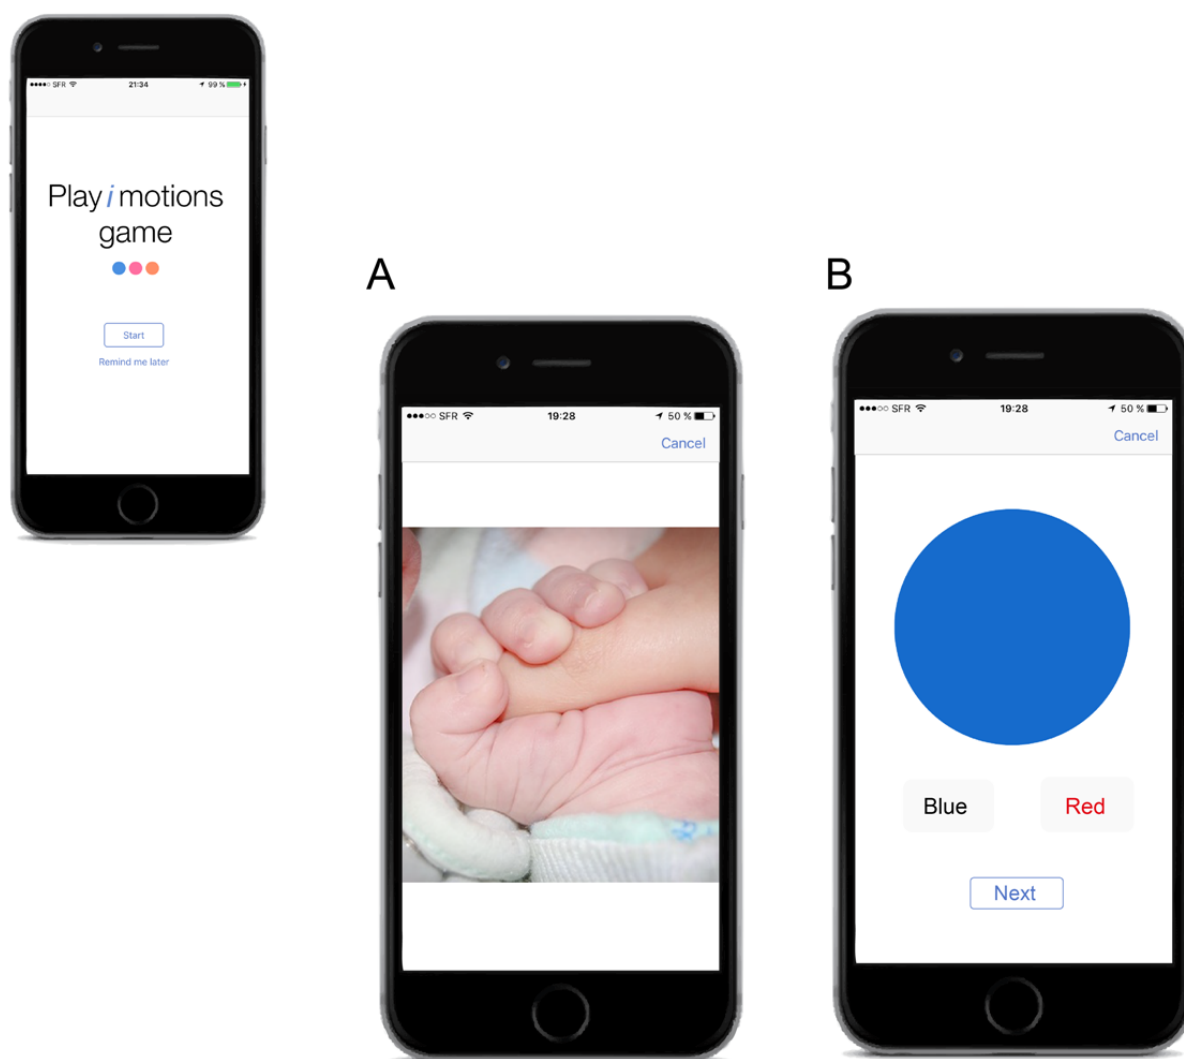 SFR 21:34 99 %
Play i motions
game
Start
Remind me later
A
SFR 19:28 50 %
Cancel
B
SFR 19:28 50 %
Cancel
Blue Red
Next